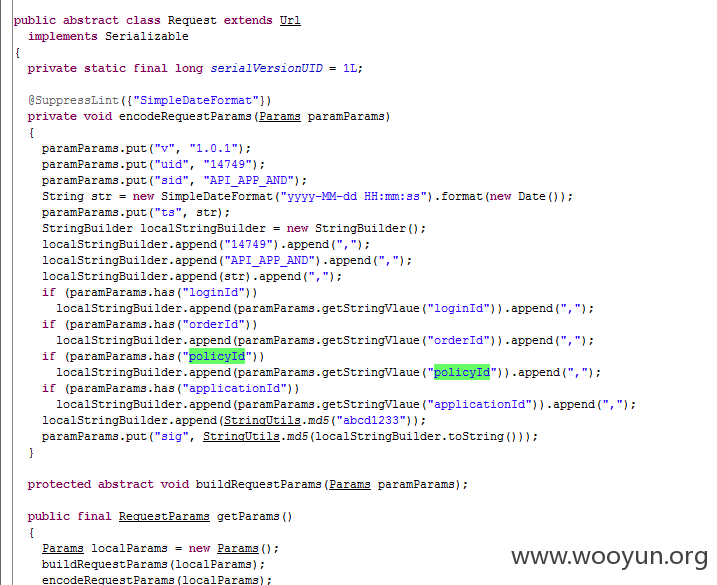 public abstract class Request extends Url
implements Serializable
{
private static final long serialVersionUID = 1L;
@SuppressLint({"SimpleDateFormat"})
private void encodeRequestParams(Params paramParams)
{
paramParams.put("v", "1.0.1");
paramParams.put("uid", "14749");
paramParams.put("sid", "API_APP_AND");
String str = new SimpleDateFormat("yyyy-MM-dd HH:mm:ss").format(new Date());
paramParams.put("ts", str);
StringBuilder localStringBuilder = new StringBuilder();
localStringBuilder.append("14749").append(",");
localStringBuilder.append("API_APP_AND").append(",");
localStringBuilder.append(str).append(",");
if (paramParams.has("loginId"))
localStringBuilder.append(paramParams.getStringVlaue("loginId")).append(",");
if (paramParams.has("orderId"))
localStringBuilder.append(paramParams.getStringVlaue("orderId")).append(",");
if (paramParams.has("policyId"))
localStringBuilder.append(paramParams.getStringVlaue("policyId")).append(",");
if (paramParams.has("applicationId"))
localStringBuilder.append(paramParams.getStringVlaue("applicationId")).append(",");
localStringBuilder.append(StringUtils.md5("abcd1233"));
paramParams.put("sig", StringUtils.md5(localStringBuilder.toString()));
}
protected abstract void buildRequestParams(Params paramParams);
public final RequestParams getParams()
{
Params localParams = new Params();
buildRequestParams(localParams);
encodeRequestParams(localParams);
www.wooyun.org